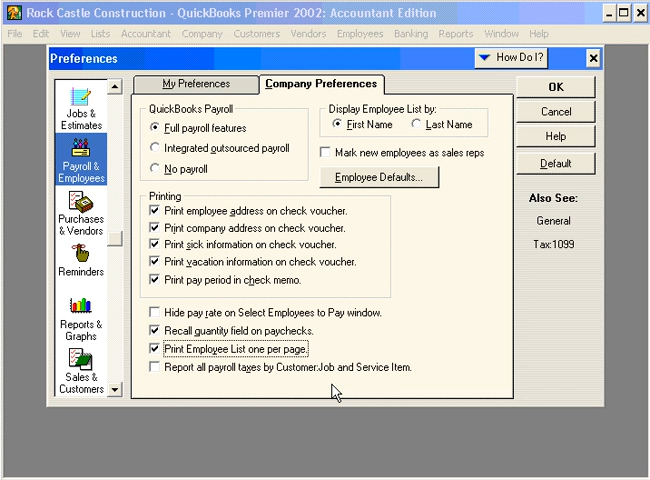 Rock Castle Construction - QuickBooks Premier 2002: Accountant Edition
File Edit View Lists Accountant Company Customers Vendors Employees Banking Reports Window Help
Preferences
How Do I?
Jobs &
Estimates
Payroll &
Employees
Purchases
& Vendors
Reminders
Reports &
Graphs
Sales &
Customers
My Preferences
Company Preferences
QuickBooks Payroll
Full payroll features
Integrated outsourced payroll
No payroll
Display Employee List by:
First Name Last Name
Mark new employees as sales reps
Employee Defaults...
Printing
Print employee address on check voucher.
Print company address on check voucher.
Print sick information on check voucher.
Print vacation information on check voucher.
Print pay period in check memo.
Hide pay rate on Select Employees to Pay window.
Recall quantity field on paychecks.
Print Employee List one per page.
Report all payroll taxes by Customer:Job and Service Item.
OK
Cancel
Help
Default
Also See:
General
Tax:1099